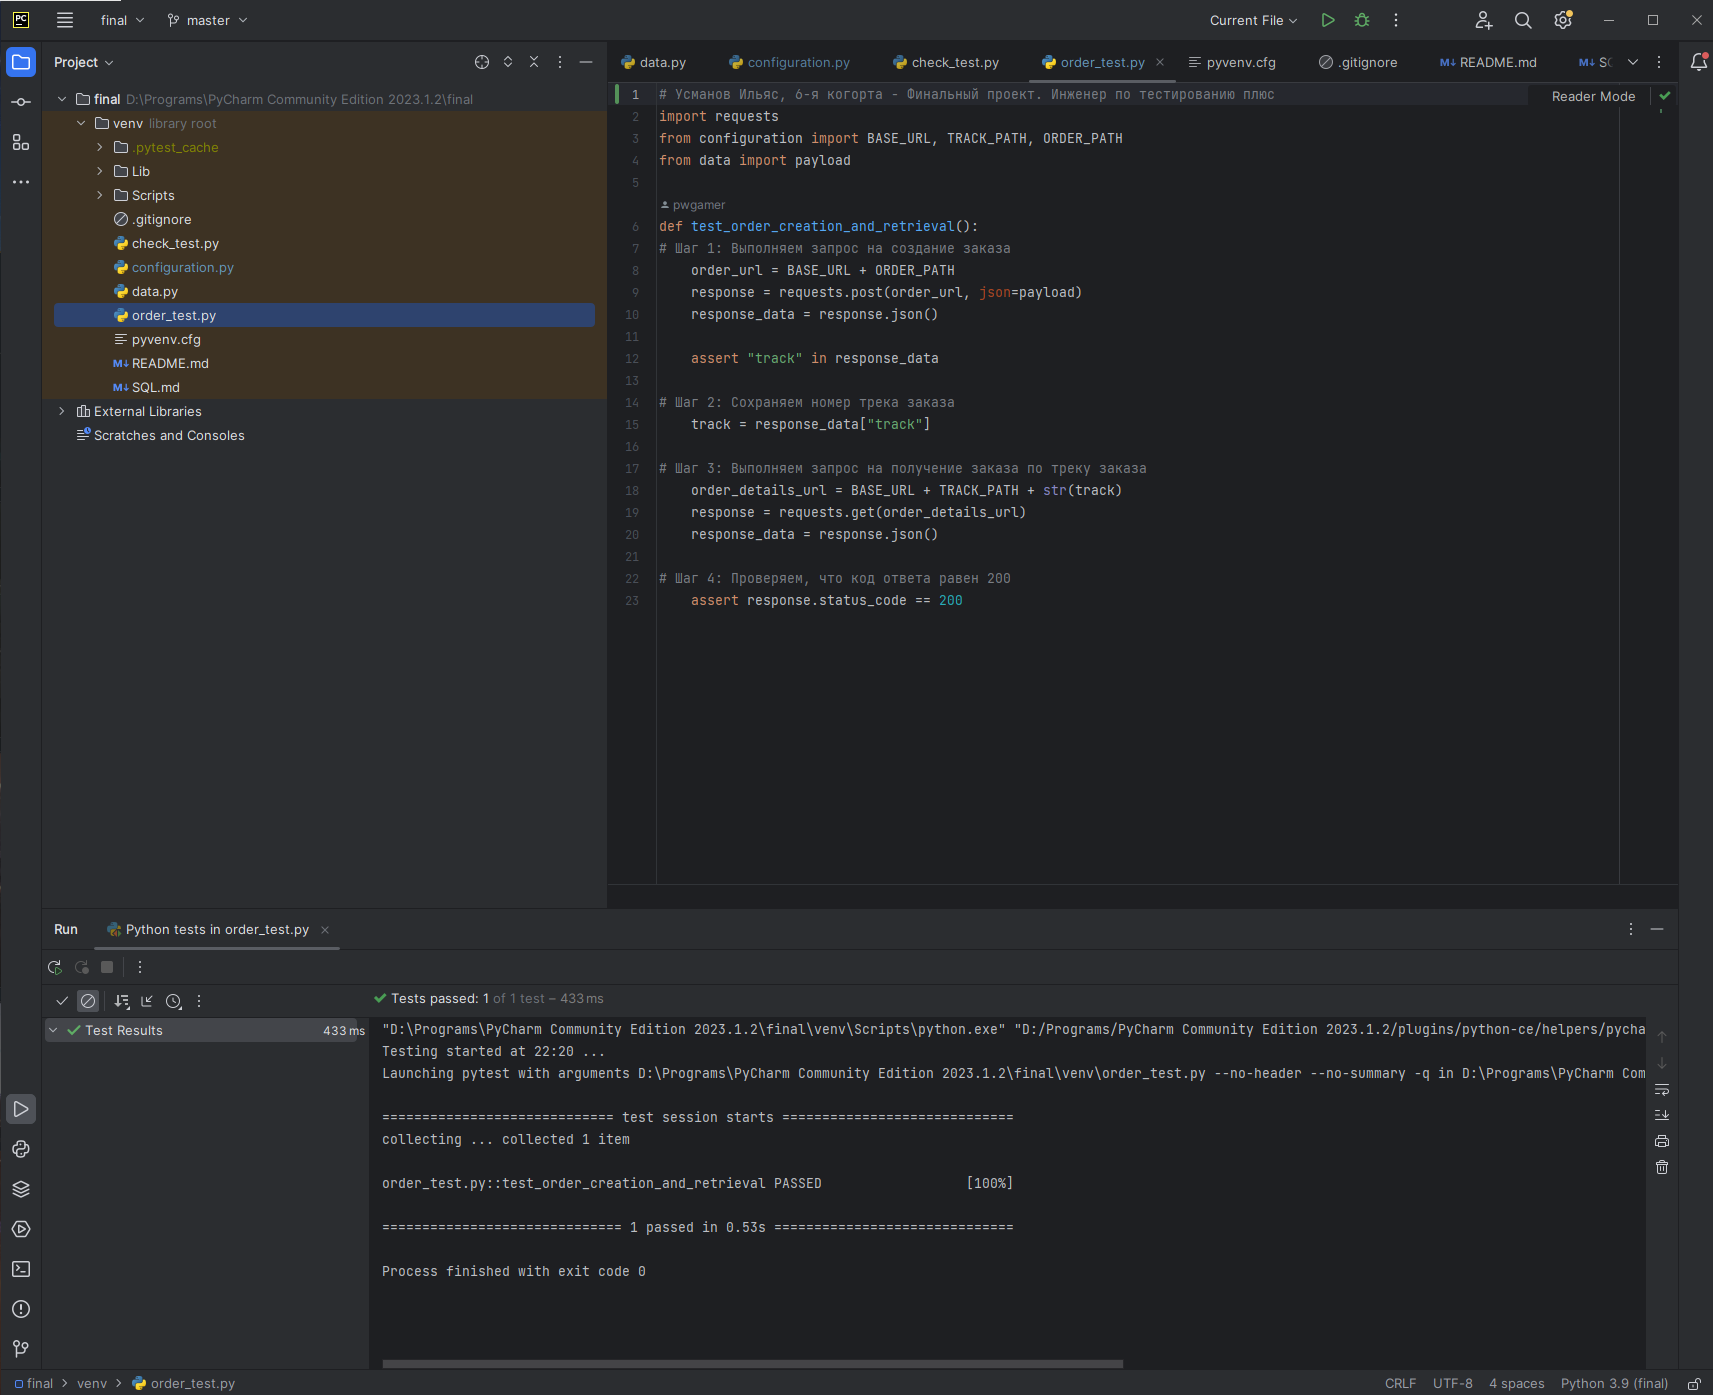 PC final master Current File
Project
final D:\Programs\PyCharm Community Edition 2023.1.2\final
venv library root
.pytest_cache
Lib
Scripts
.gitignore
check_test.py
configuration.py
data.py
order_test.py
pyvenv.cfg
M↓ README.md
M↓ SQL.md
External Libraries
Scratches and Consoles
data.py configuration.py check_test.py order_test.py pyvenv.cfg .gitignore M↓ README.md M↓
Reader Mode
1 # Усманов Ильяс, 6-я когорта - Финальный проект. Инженер по тестированию плюс
2 import requests
3 from configuration import BASE_URL, TRACK_PATH, ORDER_PATH
4 from data import payload
5
pwgamer
6 def test_order_creation_and_retrieval():
7 # Шаг 1: Выполняем запрос на создание заказа
8 order_url = BASE_URL + ORDER_PATH
9 response = requests.post(order_url, json=payload)
10 response_data = response.json()
11
12 assert "track" in response_data
13
14 # Шаг 2: Сохраняем номер трека заказа
15 track = response_data["track"]
16
17 # Шаг 3: Выполняем запрос на получение заказа по треку заказа
18 order_details_url = BASE_URL + TRACK_PATH + str(track)
19 response = requests.get(order_details_url)
20 response_data = response.json()
21
22 # Шаг 4: Проверяем, что код ответа равен 200
23 assert response.status_code == 200
Run Python tests in order_test.py
Tests passed: 1 of 1 test – 433 ms
Test Results 433 ms
"D:\Programs\PyCharm Community Edition 2023.1.2\final\venv\Scripts\python.exe" "D:/Programs/PyCharm Community Edition 2023.1.2/plugins/python-ce/helpers/pycha
Testing started at 22:20 ...
Launching pytest with arguments D:\Programs\PyCharm Community Edition 2023.1.2\final\venv\order_test.py --no-header --no-summary -q in D:\Programs\PyCharm Com
============================= test session starts =============================
collecting ... collected 1 item
order_test.py::test_order_creation_and_retrieval PASSED [100%]
============================== 1 passed in 0.53s ==============================
Process finished with exit code 0
final > venv > order_test.py CRLF UTF-8 4 spaces Python 3.9 (final)